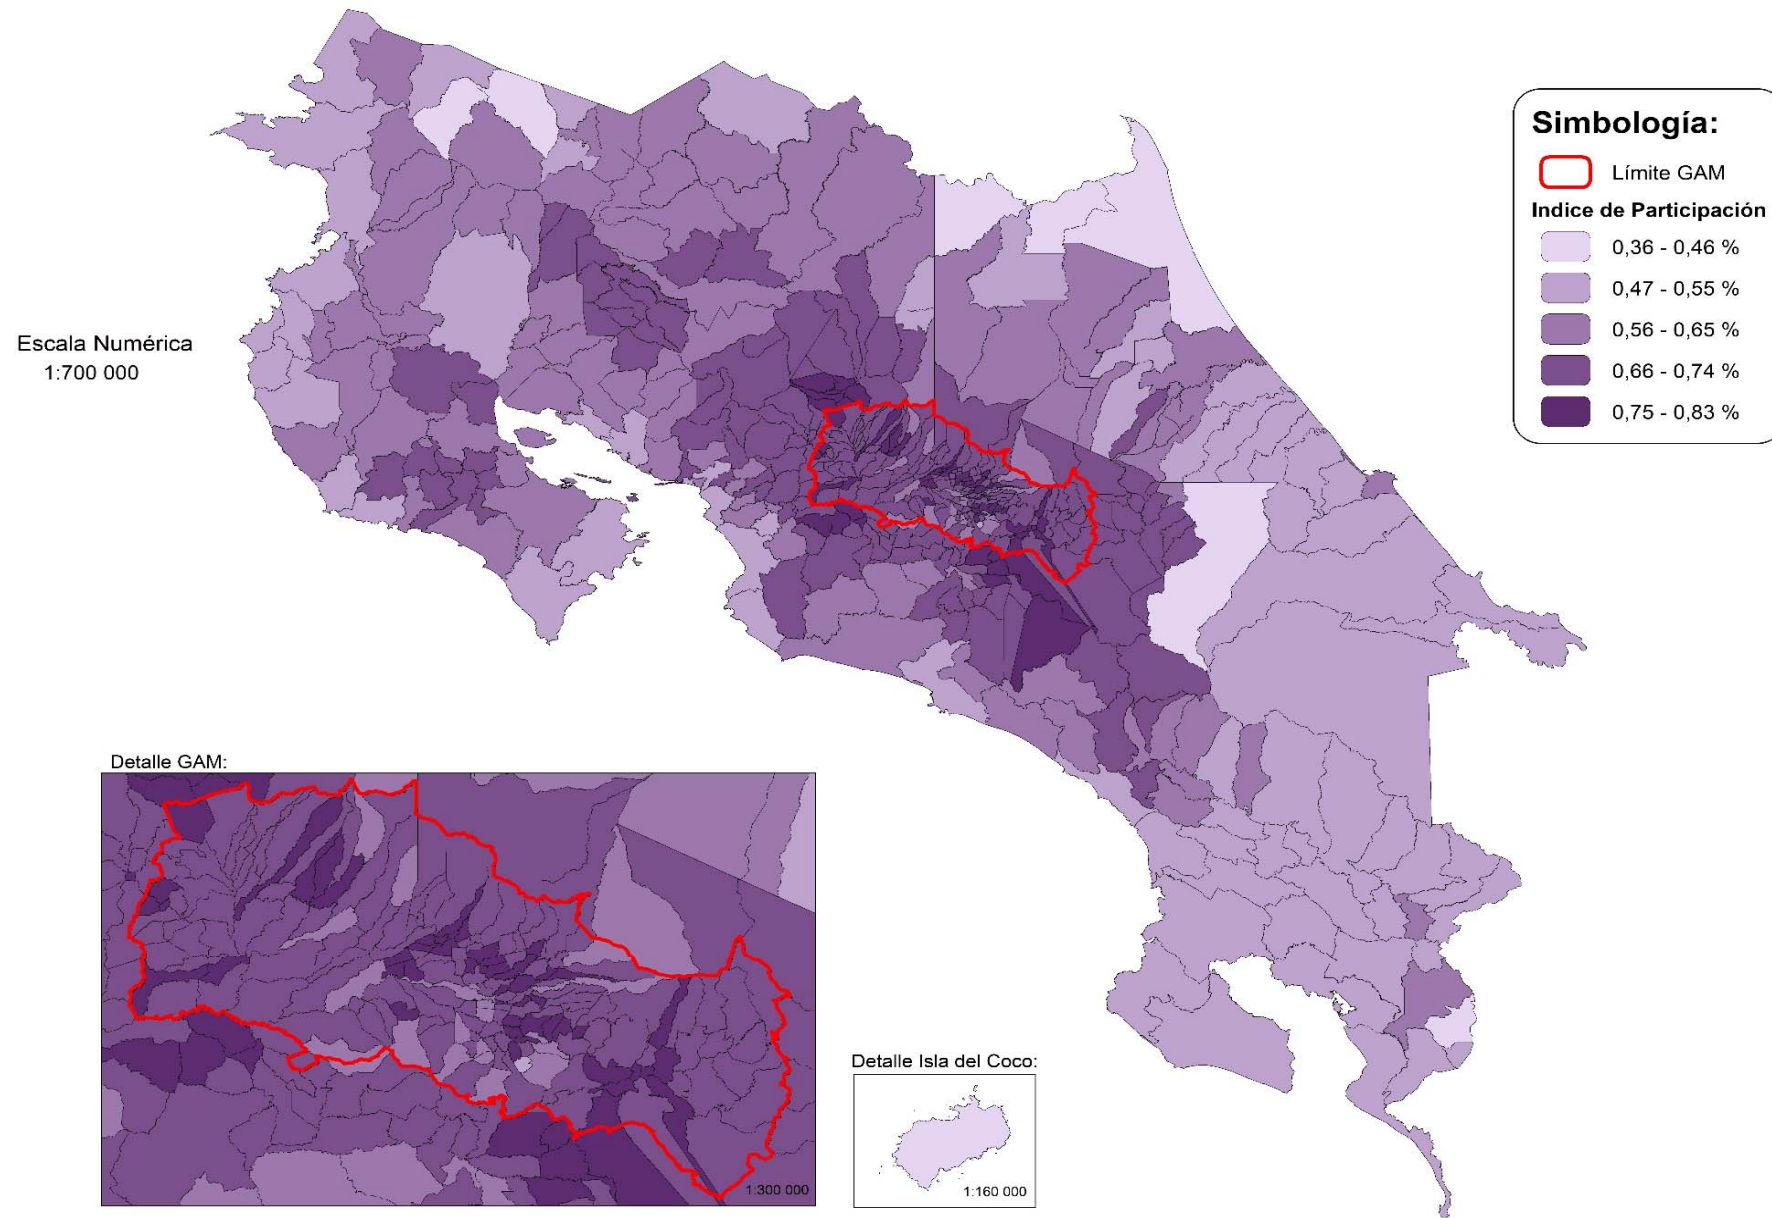 Simbología:
Límite GAM
Indice de Participación
0,36 - 0,46 %
0,47 - 0,55 %
0,56 - 0,65 %
0,66 - 0,74 %
0,75 - 0,83 %
Escala Numérica
1:700 000
Detalle GAM:
1:300 000
Detalle Isla del Coco:
1:160 000